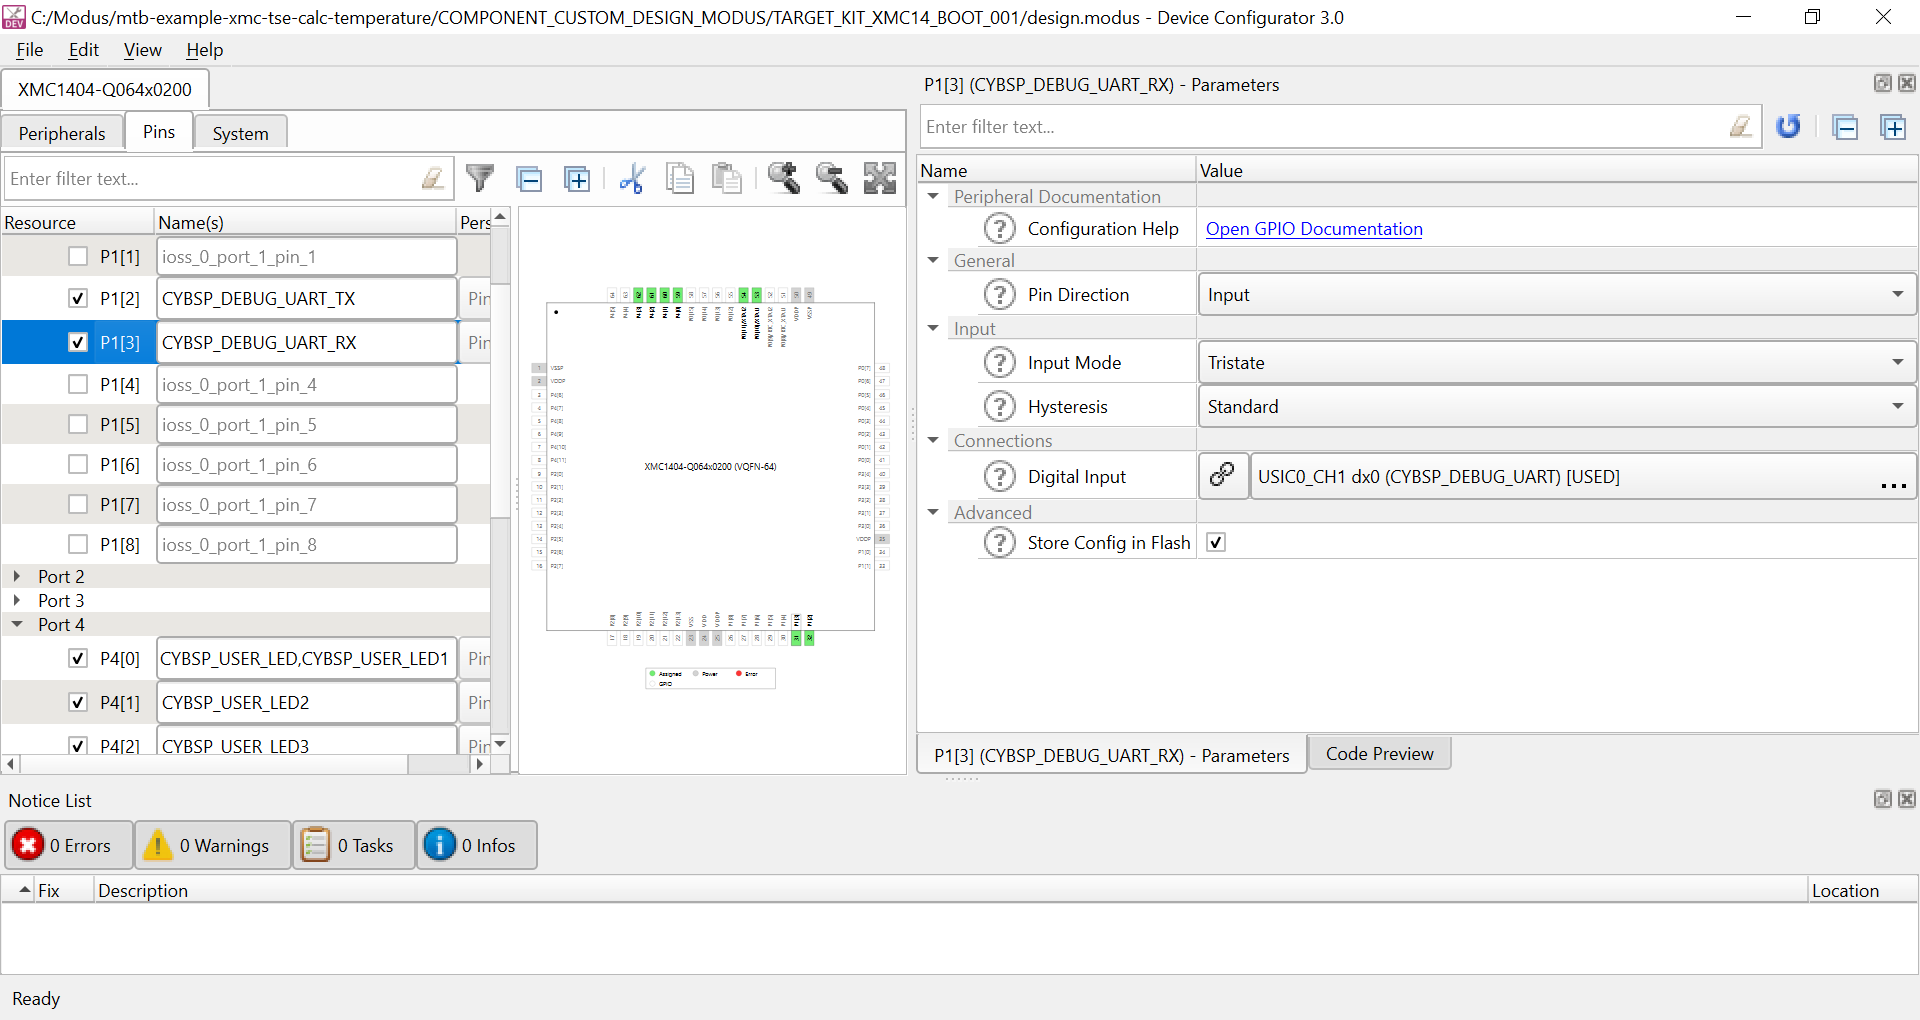 C:/Modus/mtb-example-xmc-tse-calc-temperature/COMPONENT_CUSTOM_DESIGN_MODUS/TARGET_KIT_XMC14_BOOT_001/design.modus - Device Configurator 3.0
File Edit View Help
XMC1404-Q064x0200
Peripherals Pins System
Enter filter text...
Resource Name(s) Pers
P1[1] ioss_0_port_1_pin_1
P1[2] CYBSP_DEBUG_UART_TX Pin
P1[3] CYBSP_DEBUG_UART_RX Pin
P1[4] ioss_0_port_1_pin_4
P1[5] ioss_0_port_1_pin_5
P1[6] ioss_0_port_1_pin_6
P1[7] ioss_0_port_1_pin_7
P1[8] ioss_0_port_1_pin_8
Port 2
Port 3
Port 4
P4[0] CYBSP_USER_LED,CYBSP_USER_LED1 Pin
P4[1] CYBSP_USER_LED2 Pin
P4[2] CYBSP_USER_LED3 Pin
XMC1404-Q064x0200 (VQFN-64)
Assigned Power Error
GPIO
P1[3] (CYBSP_DEBUG_UART_RX) - Parameters
Enter filter text...
Name Value
Peripheral Documentation
Configuration Help Open GPIO Documentation
General
Pin Direction Input
Input
Input Mode Tristate
Hysteresis Standard
Connections
Digital Input USIC0_CH1 dx0 (CYBSP_DEBUG_UART) [USED] ...
Advanced
Store Config in Flash
P1[3] (CYBSP_DEBUG_UART_RX) - Parameters Code Preview
Notice List
0 Errors 0 Warnings 0 Tasks 0 Infos
Fix Description Location
Ready